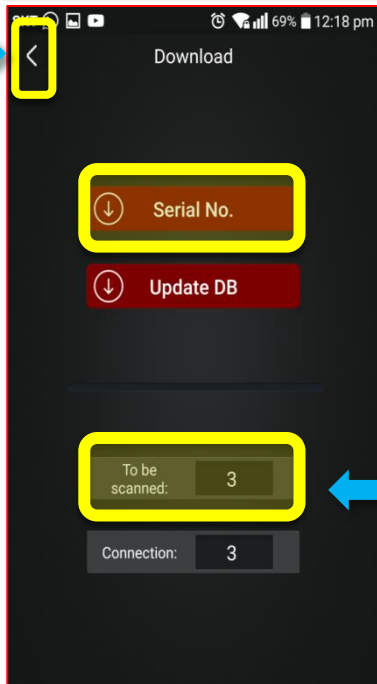 69% 12:18 pm
Download
Serial No.
Update DB
To be
scanned:
3
Connection:
3